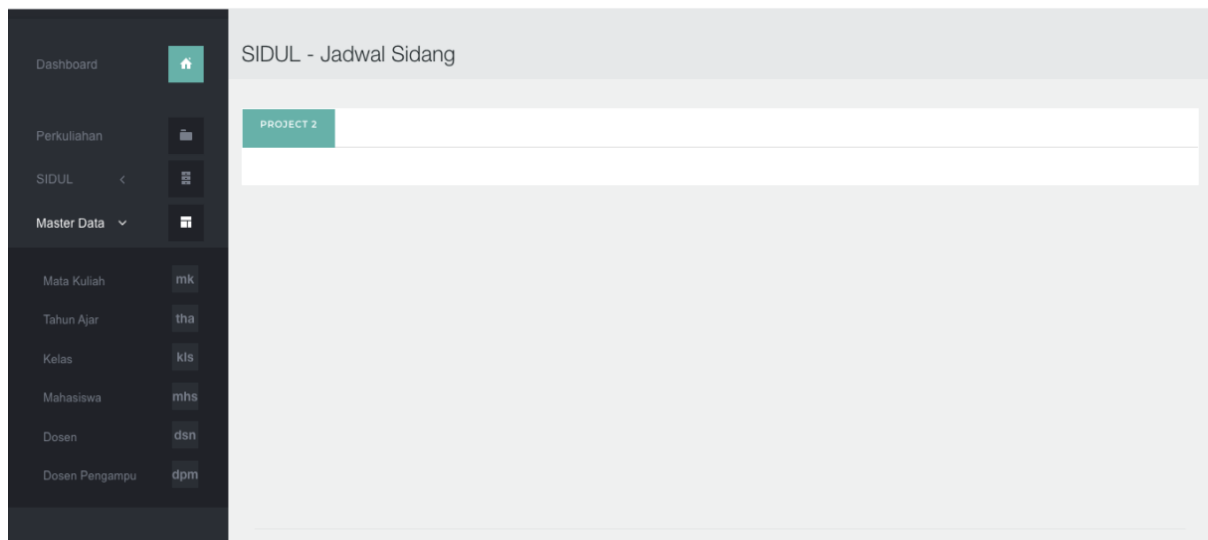 Dashboard
Perkuliahan
SIDUL
Master Data
Mata Kuliah mk
Tahun Ajar tha
Kelas kls
Mahasiswa mhs
Dosen dsn
Dosen Pengampu dpm
SIDUL - Jadwal Sidang
PROJECT 2